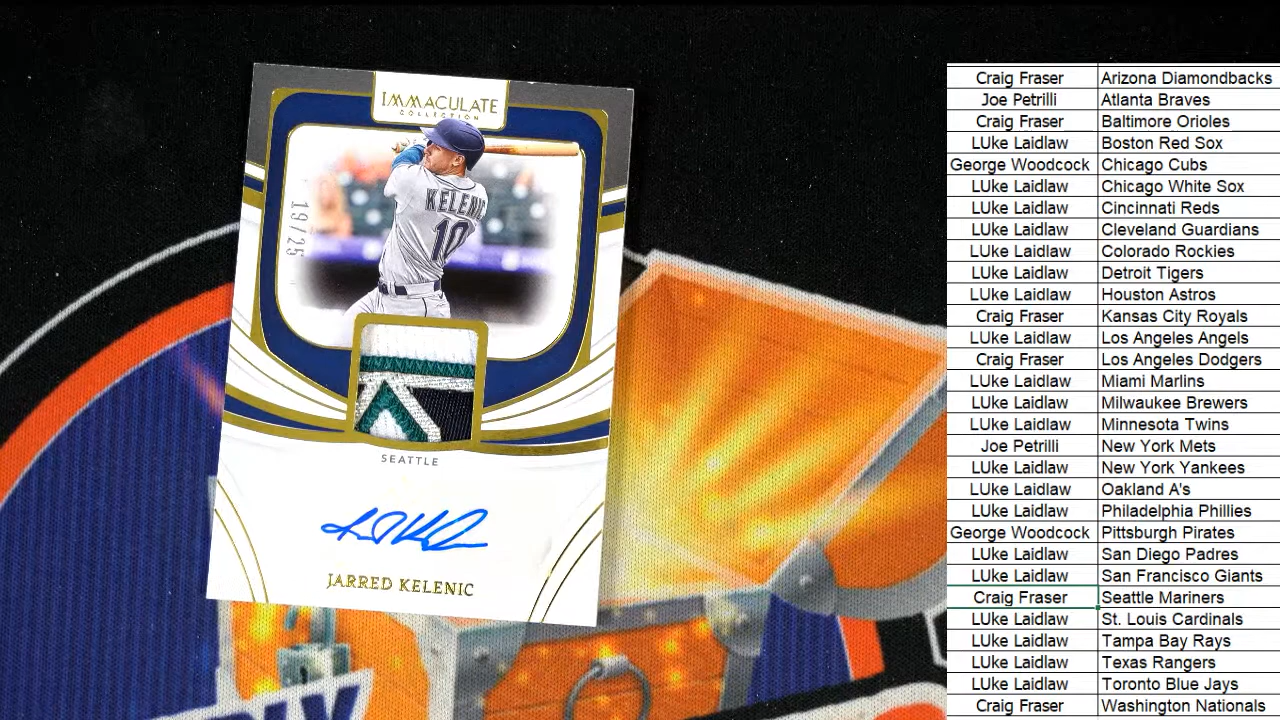 IMMACULATE
COLLECTION
KELENIC
10
19/25
SEATTLE
JARRED KELENIC
Craig Fraser Arizona Diamondbacks
Joe Petrilli Atlanta Braves
Craig Fraser Baltimore Orioles
LUke Laidlaw Boston Red Sox
George Woodcock Chicago Cubs
LUke Laidlaw Chicago White Sox
LUke Laidlaw Cincinnati Reds
LUke Laidlaw Cleveland Guardians
LUke Laidlaw Colorado Rockies
LUke Laidlaw Detroit Tigers
LUke Laidlaw Houston Astros
Craig Fraser Kansas City Royals
LUke Laidlaw Los Angeles Angels
Craig Fraser Los Angeles Dodgers
LUke Laidlaw Miami Marlins
LUke Laidlaw Milwaukee Brewers
LUke Laidlaw Minnesota Twins
Joe Petrilli New York Mets
LUke Laidlaw New York Yankees
LUke Laidlaw Oakland A's
LUke Laidlaw Philadelphia Phillies
George Woodcock Pittsburgh Pirates
LUke Laidlaw San Diego Padres
LUke Laidlaw San Francisco Giants
Craig Fraser Seattle Mariners
LUke Laidlaw St. Louis Cardinals
LUke Laidlaw Tampa Bay Rays
LUke Laidlaw Texas Rangers
LUke Laidlaw Toronto Blue Jays
Craig Fraser Washington Nationals